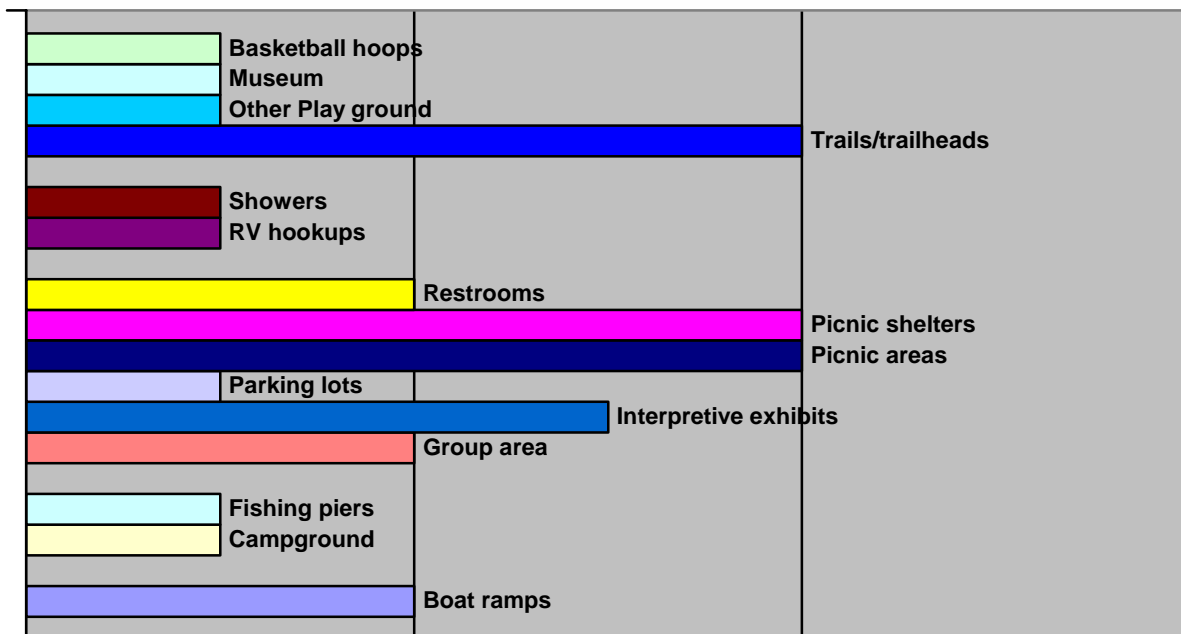 Basketball hoops
Museum
Other Play ground
Trails/trailheads
Showers
RV hookups
Restrooms
Picnic shelters
Picnic areas
Parking lots
Interpretive exhibits
Group area
Fishing piers
Campground
Boat ramps